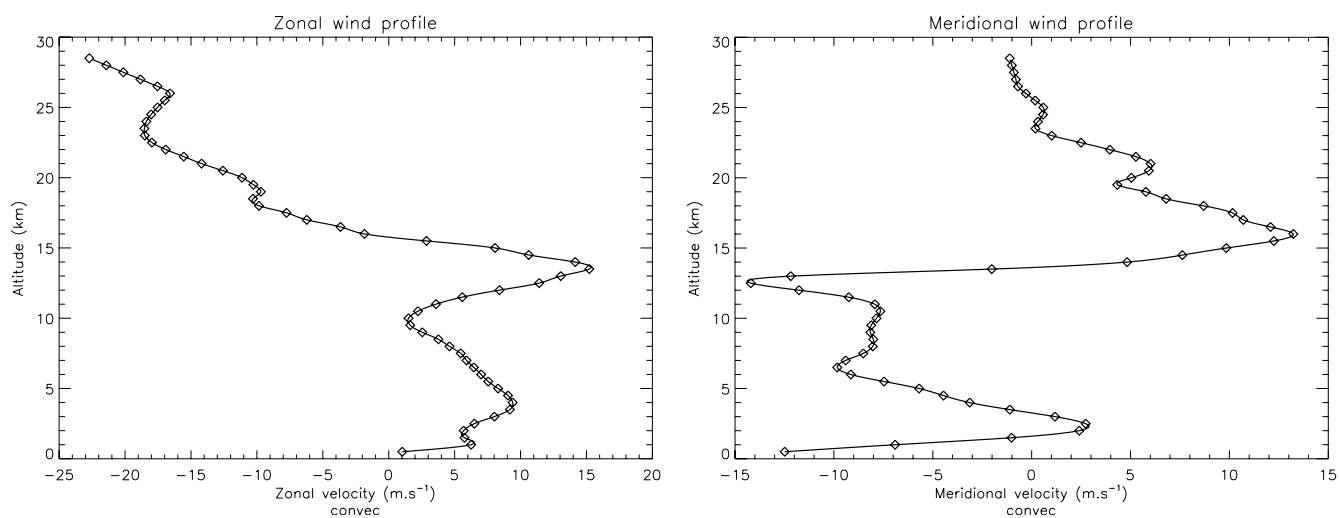 Zonal wind profile
30
25
20
15
10
5
0
Altitude (km)
−25 −20 −15 −10 −5 0 5 10 15 20
Zonal velocity (m.s⁻¹)
convec
Meridional wind profile
30
25
20
15
10
5
0
Altitude (km)
−15 −10 −5 0 5 10 15
Meridional velocity (m.s⁻¹)
convec